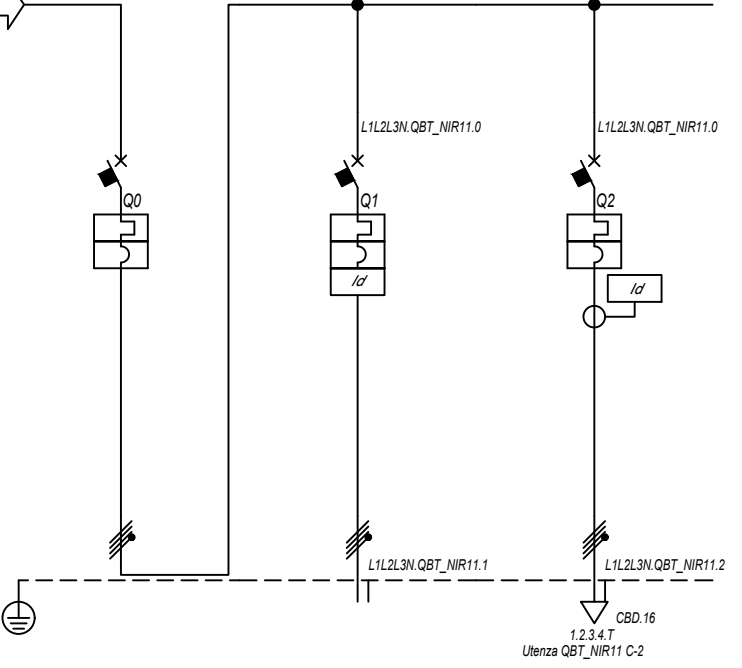 L1L2L3N.QBT_NIR11.0
L1L2L3N.QBT_NIR11.0
Q0
Q1
Q2
Id
Id
L1L2L3N.QBT_NIR11.1
L1L2L3N.QBT_NIR11.2
CBD.16
1.2.3.4.T
Utenza QBT_NIR11 C-2